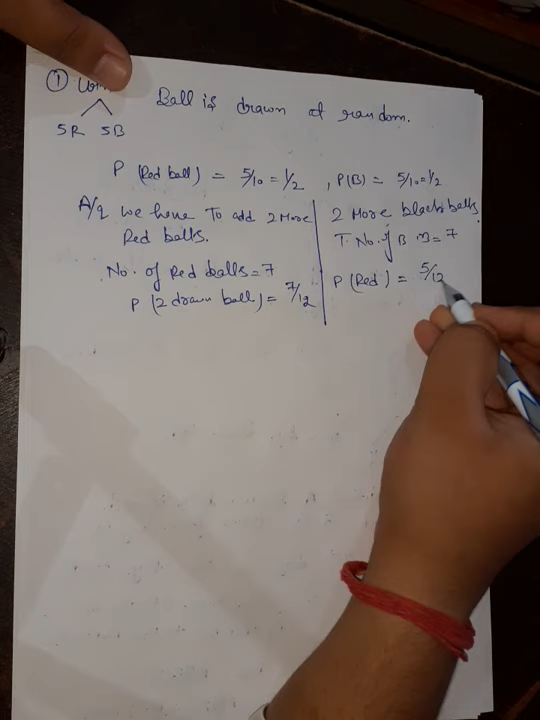 ①
Ball is drawn at random.
5R 5B
P (Red ball) = 5/10 = 1/2 , P(B) = 5/10 = 1/2
A/q we have To add 2 More
Red balls.
No. of Red balls = 7
P (2 drawn ball) = 7/12
2 More black balls
T. No. of B = 7
P (Red) = 5/12